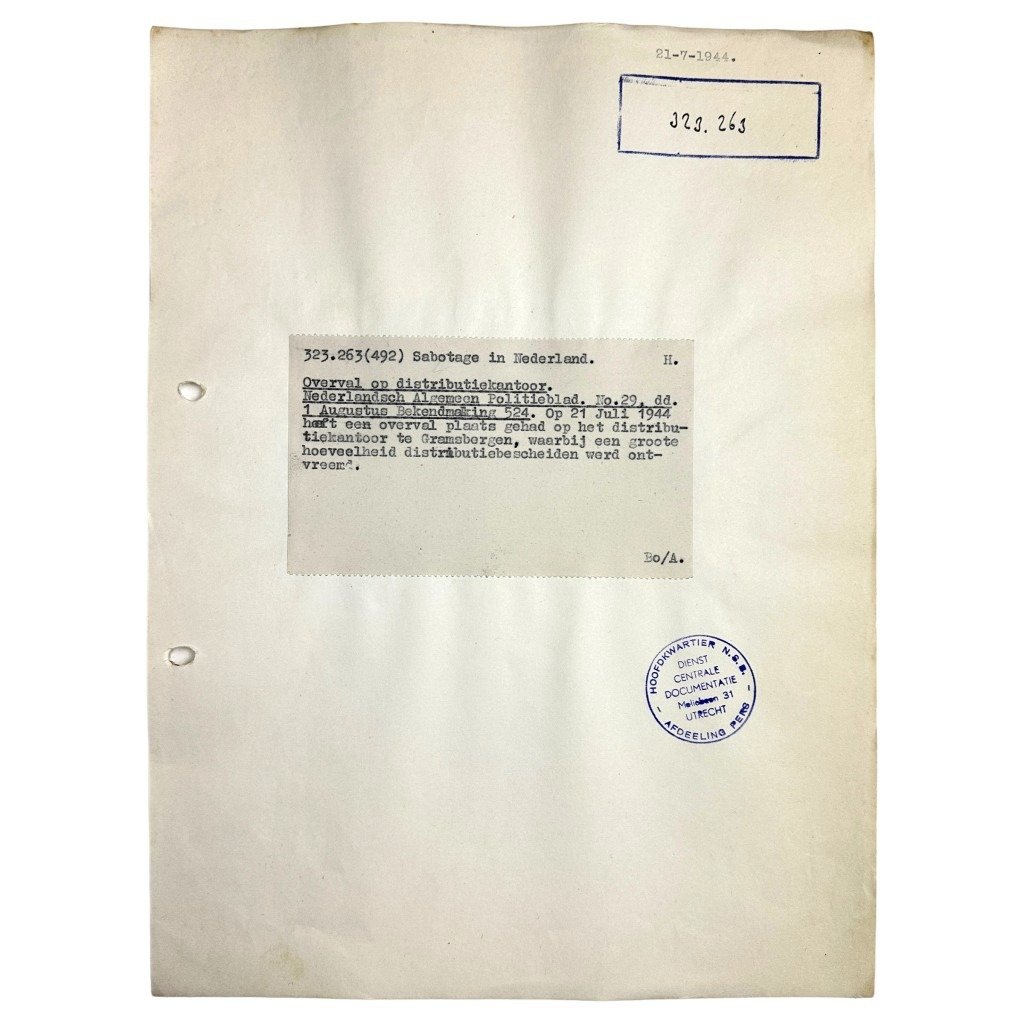 21-7-1944.
323.263
323.263(492) Sabotage in Nederland. H.
Overval op distributiekantoor.
Nederlandsch Algemeen Politieblad. No.29, dd.
1 Augustus Bekendmaking 524. Op 21 Juli 1944
heeft een overval plaats gehad op het distribu-
tiekantoor te Gramsbergen, waarbij een groote
hoeveelheid distributiebescheiden werd ont-
vreemd.
Bo/A.
HOOFDKWARTIER N.S.B.
DIENST
CENTRALE
DOCUMENTATIE
Maliebaan 31
UTRECHT
- AFDEELING PERS -